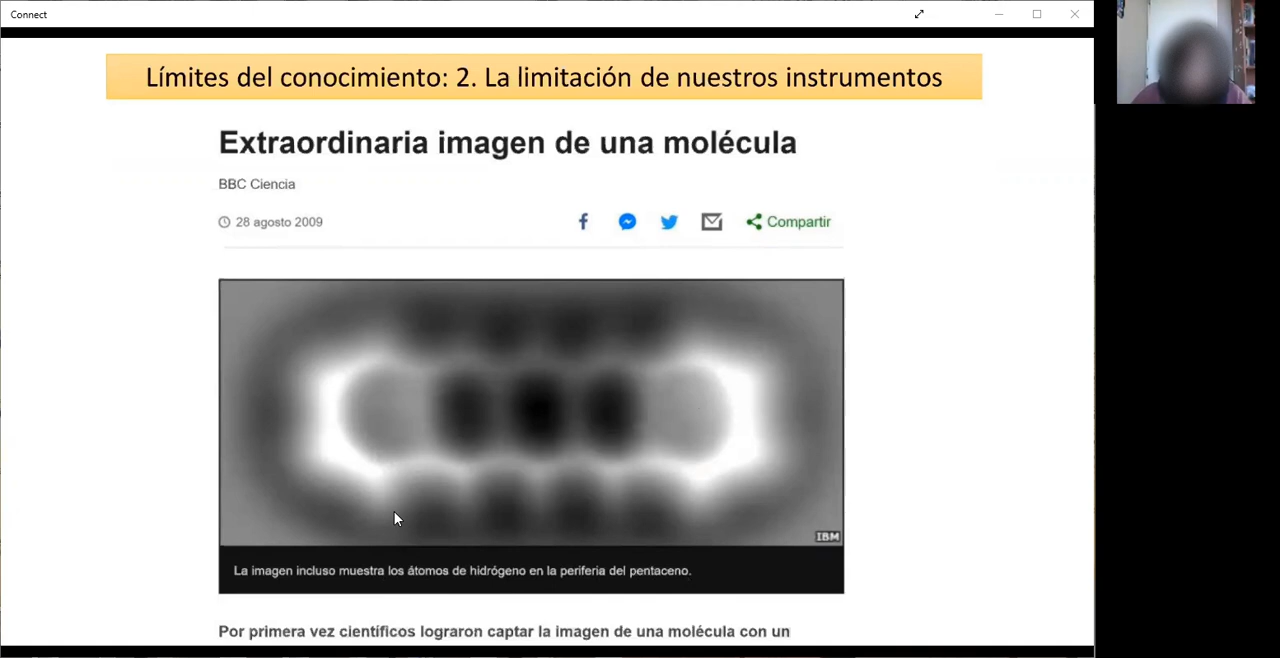 Connect
Límites del conocimiento: 2. La limitación de nuestros instrumentos
Extraordinaria imagen de una molécula
BBC Ciencia
28 agosto 2009
Compartir
IBM
La imagen incluso muestra los átomos de hidrógeno en la periferia del pentaceno.
Por primera vez científicos lograron captar la imagen de una molécula con un